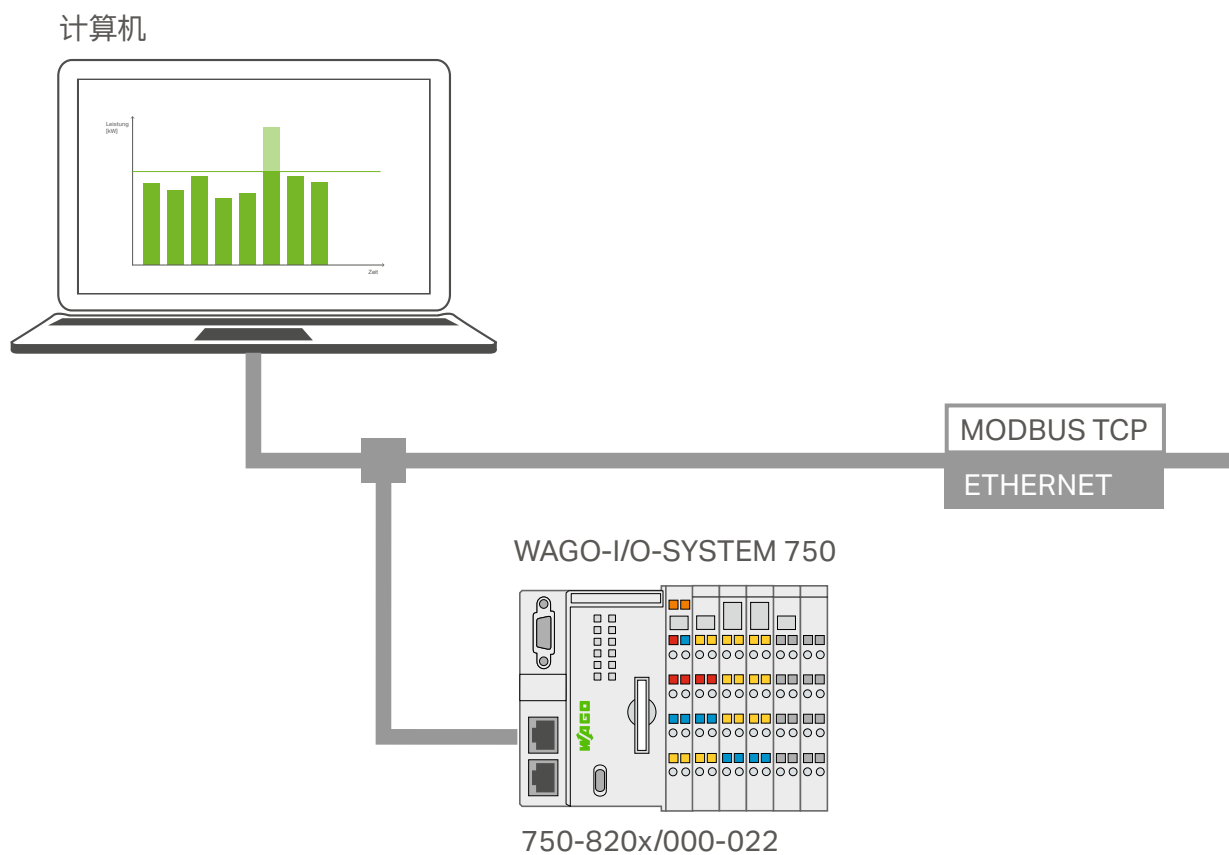 计算机
Leistung
[kW]
Zeit
MODBUS TCP
ETHERNET
WAGO-I/O-SYSTEM 750
WAGO
750-820x/000-022